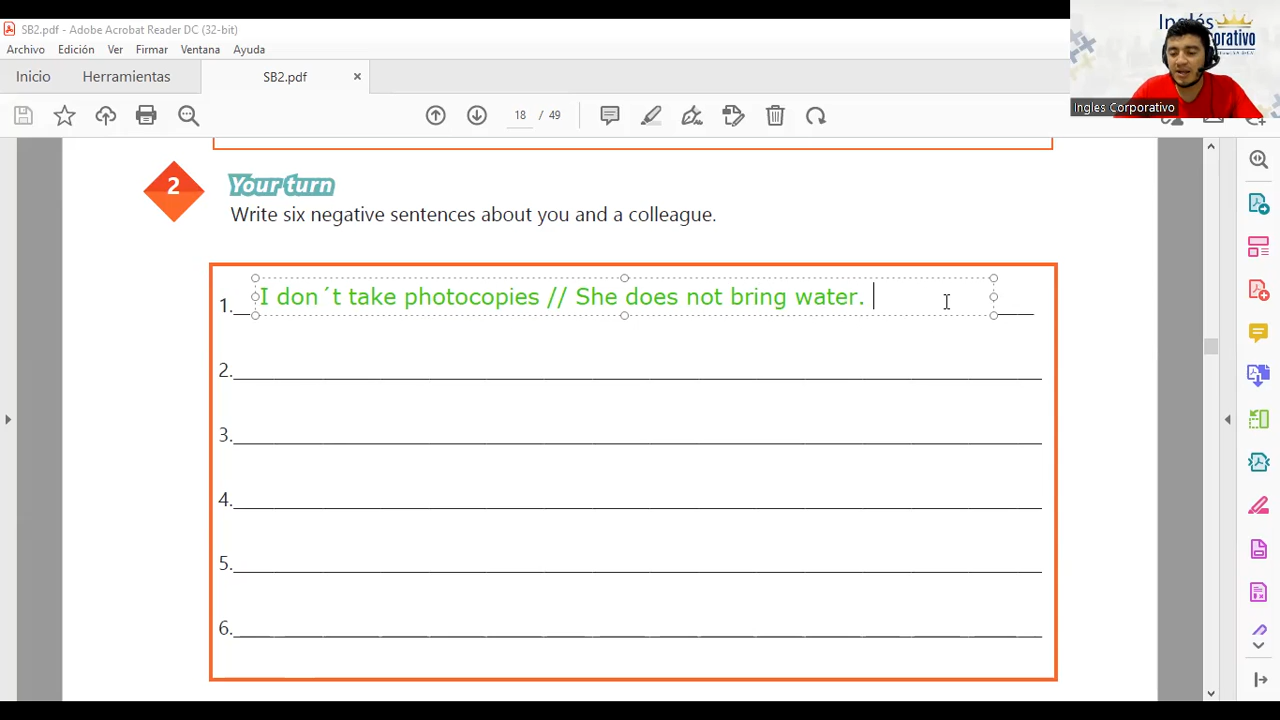 SB2.pdf - Adobe Acrobat Reader DC (32-bit)
Archivo Edición Ver Firmar Ventana Ayuda
Inicio Herramientas SB2.pdf ×
18 / 49
Inglés
orativo
Ingles Corporativo
2 Your turn
Write six negative sentences about you and a colleague.
1.__I don´t take photocopies // She does not bring water.
2.
3.
4.
5.
6.